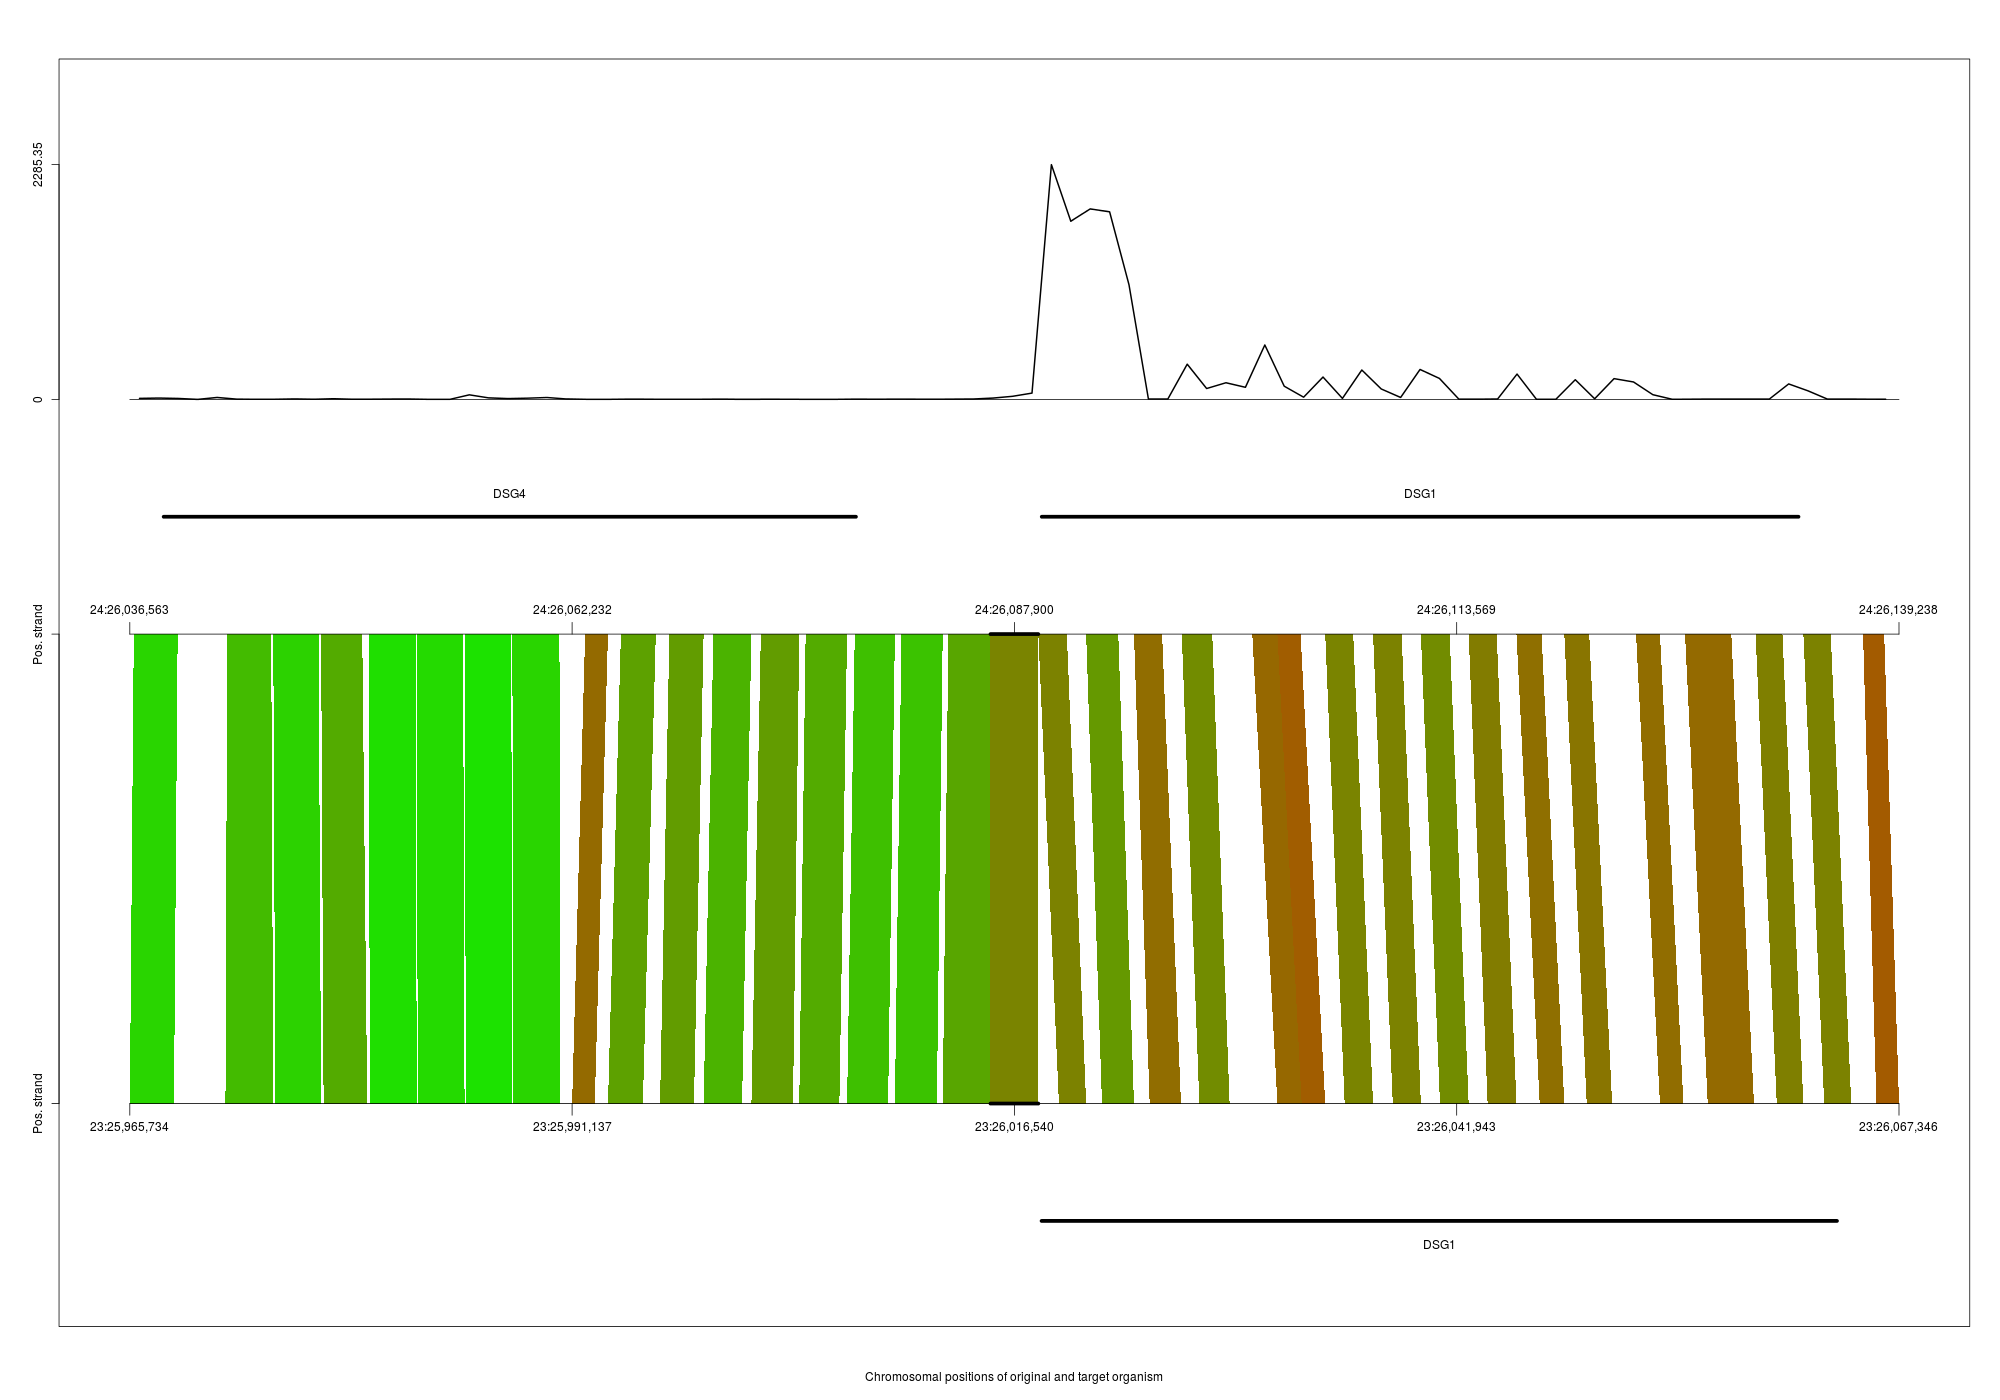 2285.35
0
DSG4
DSG1
24:26,036,563
24:26,062,232
24:26,087,900
24:26,113,569
24:26,139,238
Pos. strand
Pos. strand
23:25,965,734
23:25,991,137
23:26,016,540
23:26,041,943
23:26,067,346
DSG1
Chromosomal positions of original and target organism